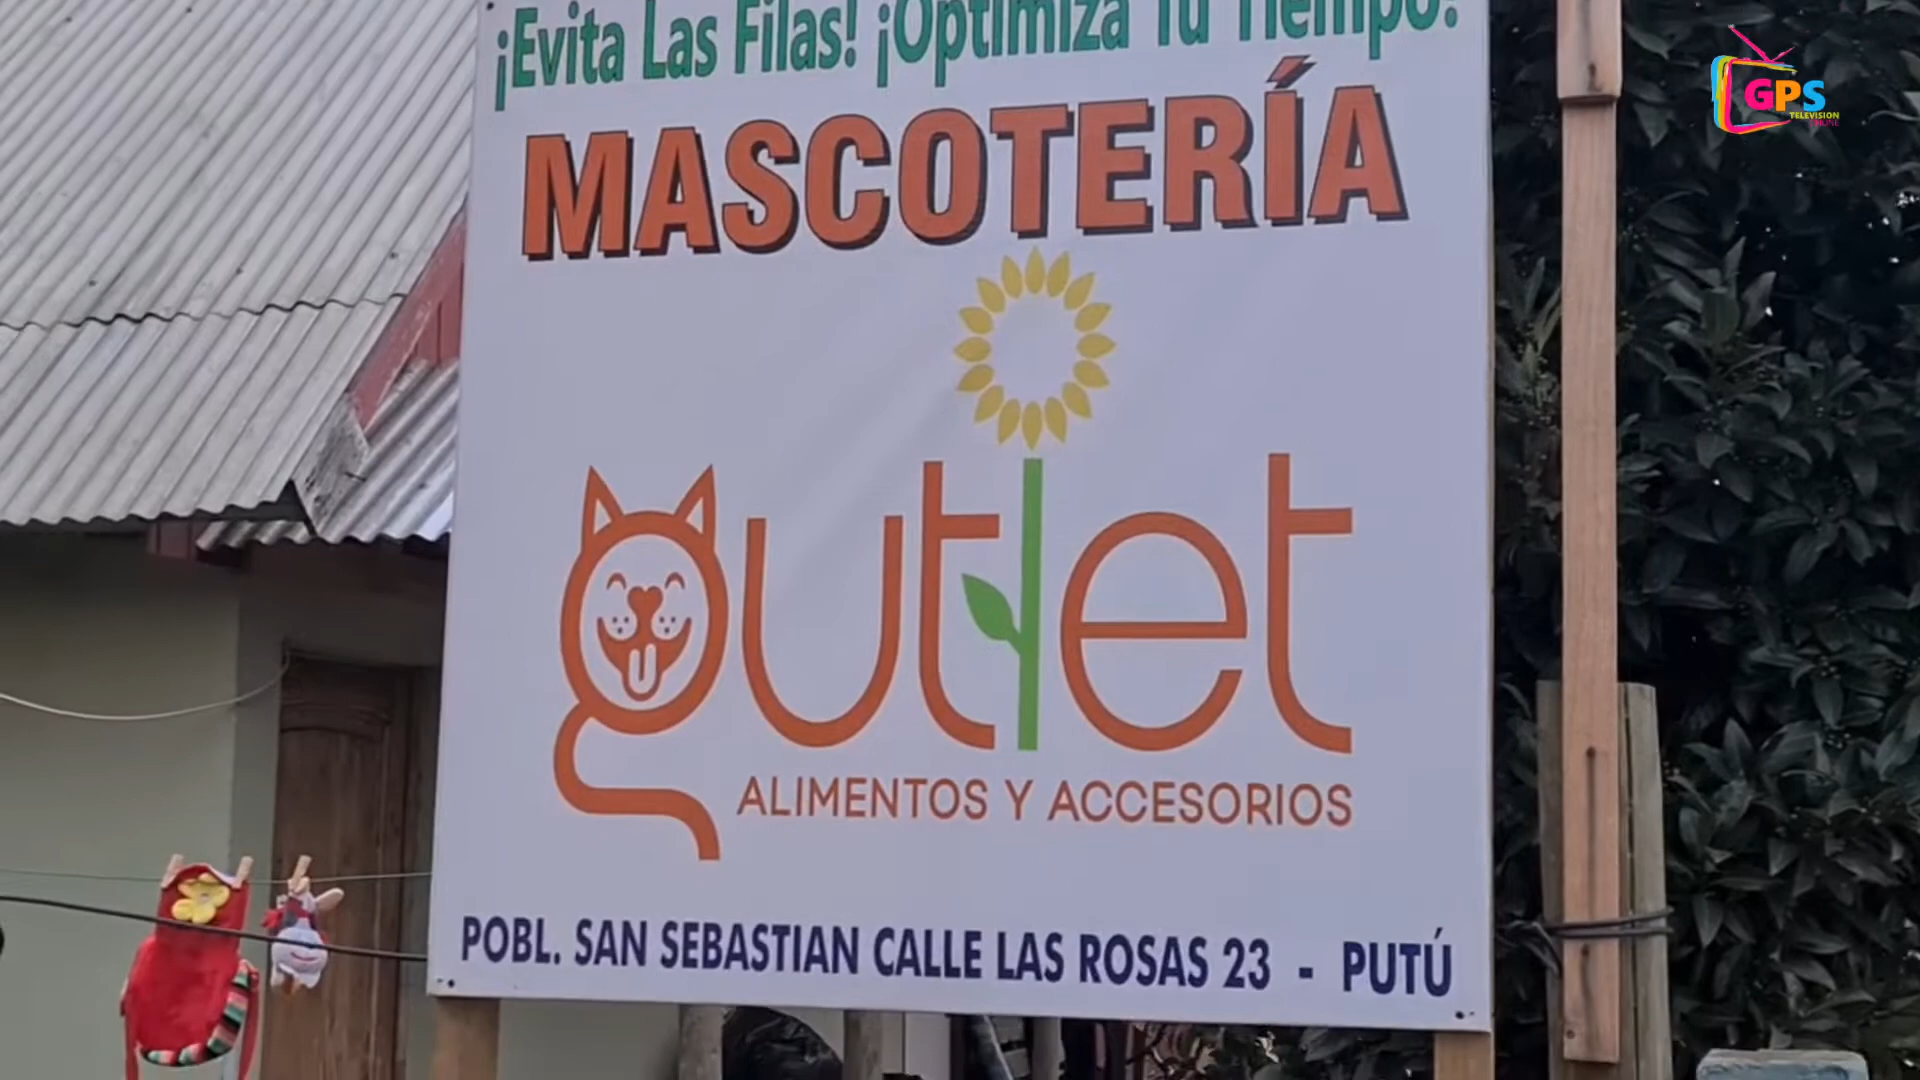 ¡Evita Las Filas! ¡Optimiza Tu Tiempo!
MASCOTERÍA
outlet
ALIMENTOS Y ACCESORIOS
POBL. SAN SEBASTIAN CALLE LAS ROSAS 23 - PUTÚ
GPS
TELEVISION
ONLINE